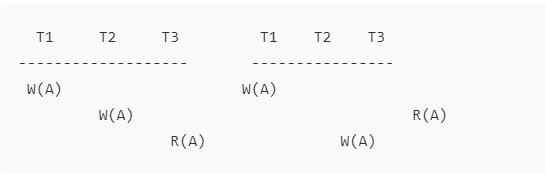 T1 T2 T3 T1 T2 T3
------------------- ----------------
W(A) W(A)
W(A) R(A)
R(A) W(A)